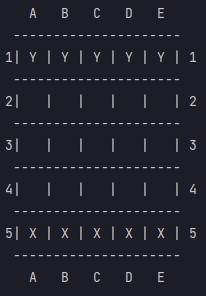 A B C D E
---------------------
1| Y | Y | Y | Y | Y | 1
---------------------
2|   |   |   |   |   | 2
---------------------
3|   |   |   |   |   | 3
---------------------
4|   |   |   |   |   | 4
---------------------
5| X | X | X | X | X | 5
---------------------
A B C D E